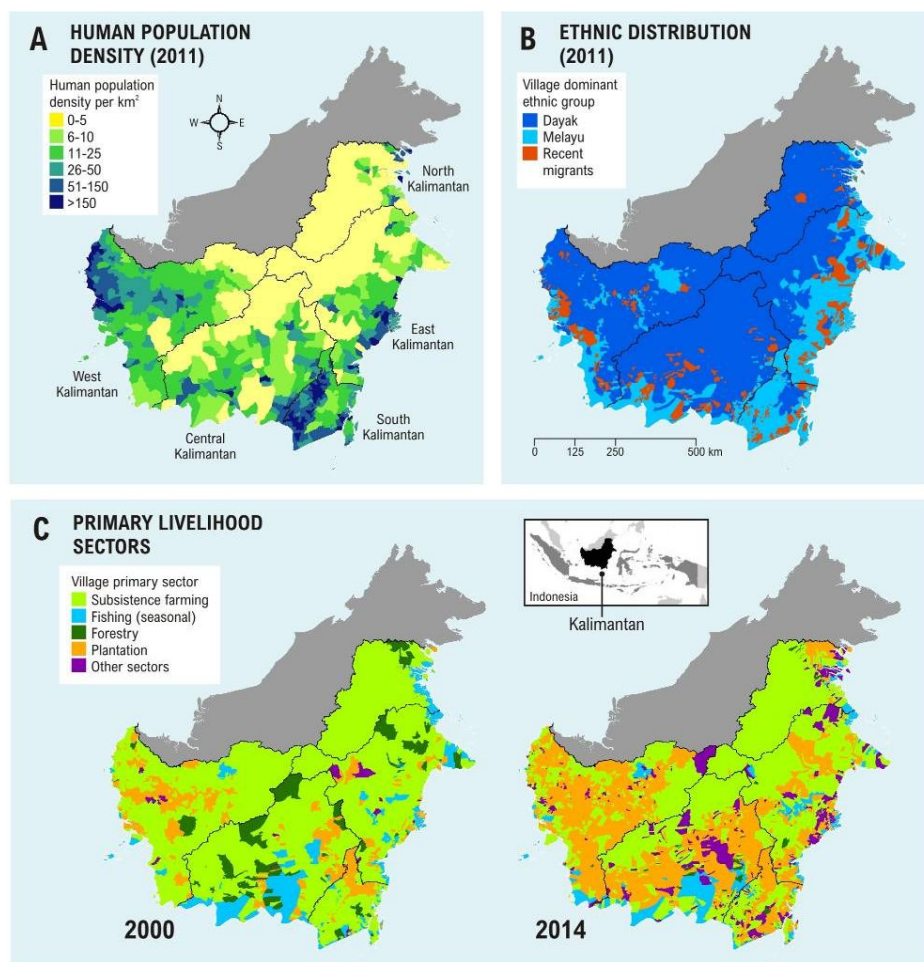 A
HUMAN POPULATION
DENSITY (2011)
Human population
density per km²
0-5
6-10
11-25
26-50
51-150
>150
N
W E
S
North
Kalimantan
East
Kalimantan
West
Kalimantan
Central
Kalimantan
South
Kalimantan
B
ETHNIC DISTRIBUTION
(2011)
Village dominant
ethnic group
Dayak
Melayu
Recent
migrants
0 125 250 500 km
C
PRIMARY LIVELIHOOD
SECTORS
Village primary sector
Subsistence farming
Fishing (seasonal)
Forestry
Plantation
Other sectors
Indonesia
Kalimantan
2000
2014